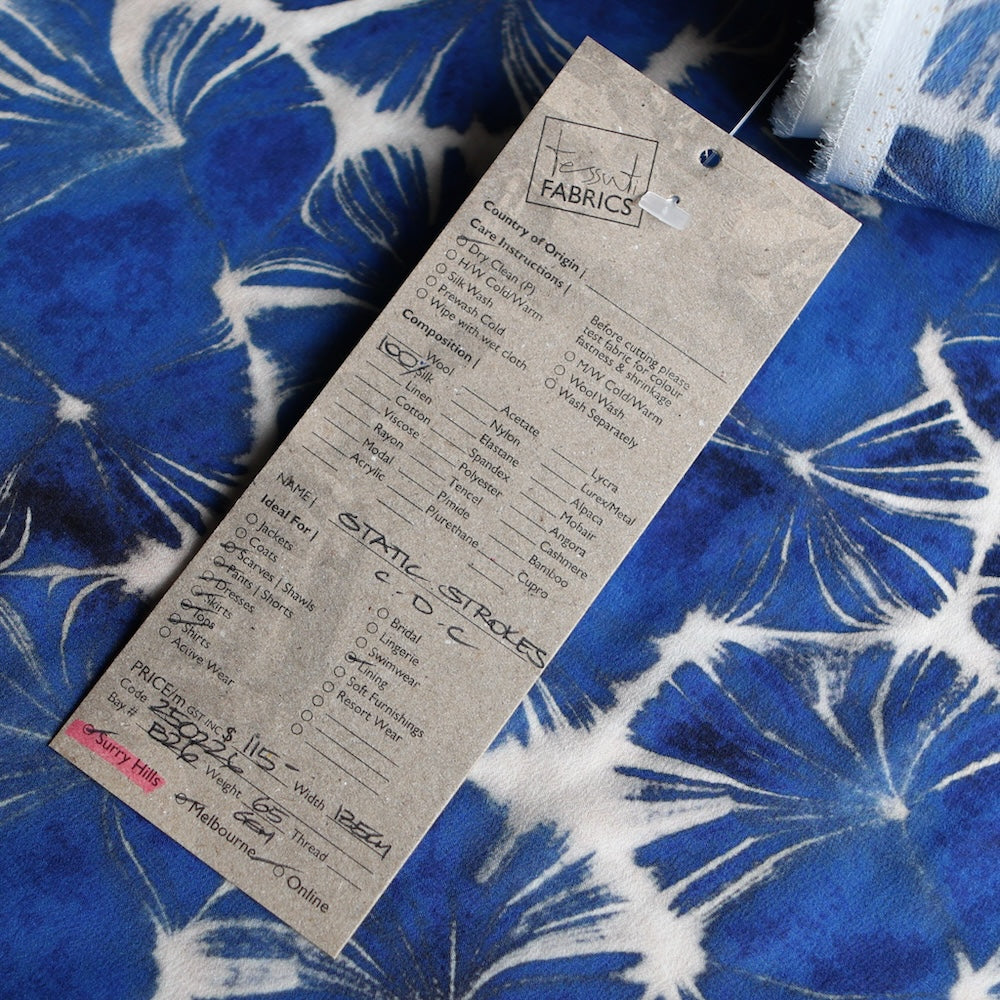 tessuti
FABRICS
Country of Origin |
Care Instructions |
Dry Clean (P)
H/W Cold/Warm
Silk Wash
Prewash Cold
Wipe with wet cloth
Before cutting please
test fabric for colour
fastness & shrinkage
M/W Cold/Warm
Wool Wash
Wash Separately
Composition |
Wool
100% Silk
Linen
Cotton
Viscose
Rayon
Modal
Acrylic
Acetate
Nylon
Elastane
Spandex
Polyester
Tencel
P/mide
P/urethane
Lycra
Lurex/Metal
Alpaca
Mohair
Angora
Cashmere
Bamboo
Cupro
NAME | STATIC STROKES
C - D - C
Ideal For |
Jackets
Coats
Scarves / Shawls
Pants / Shorts
Dresses
Skirts
Tops
Shirts
Active Wear
Bridal
Lingerie
Swimwear
Lining
Soft Furnishings
Resort Wear
PRICE/m GST INC $ 115-
Code 250226 Width
Bay # B26 Weight 65 Thread
Surry Hills
Melbourne
Online